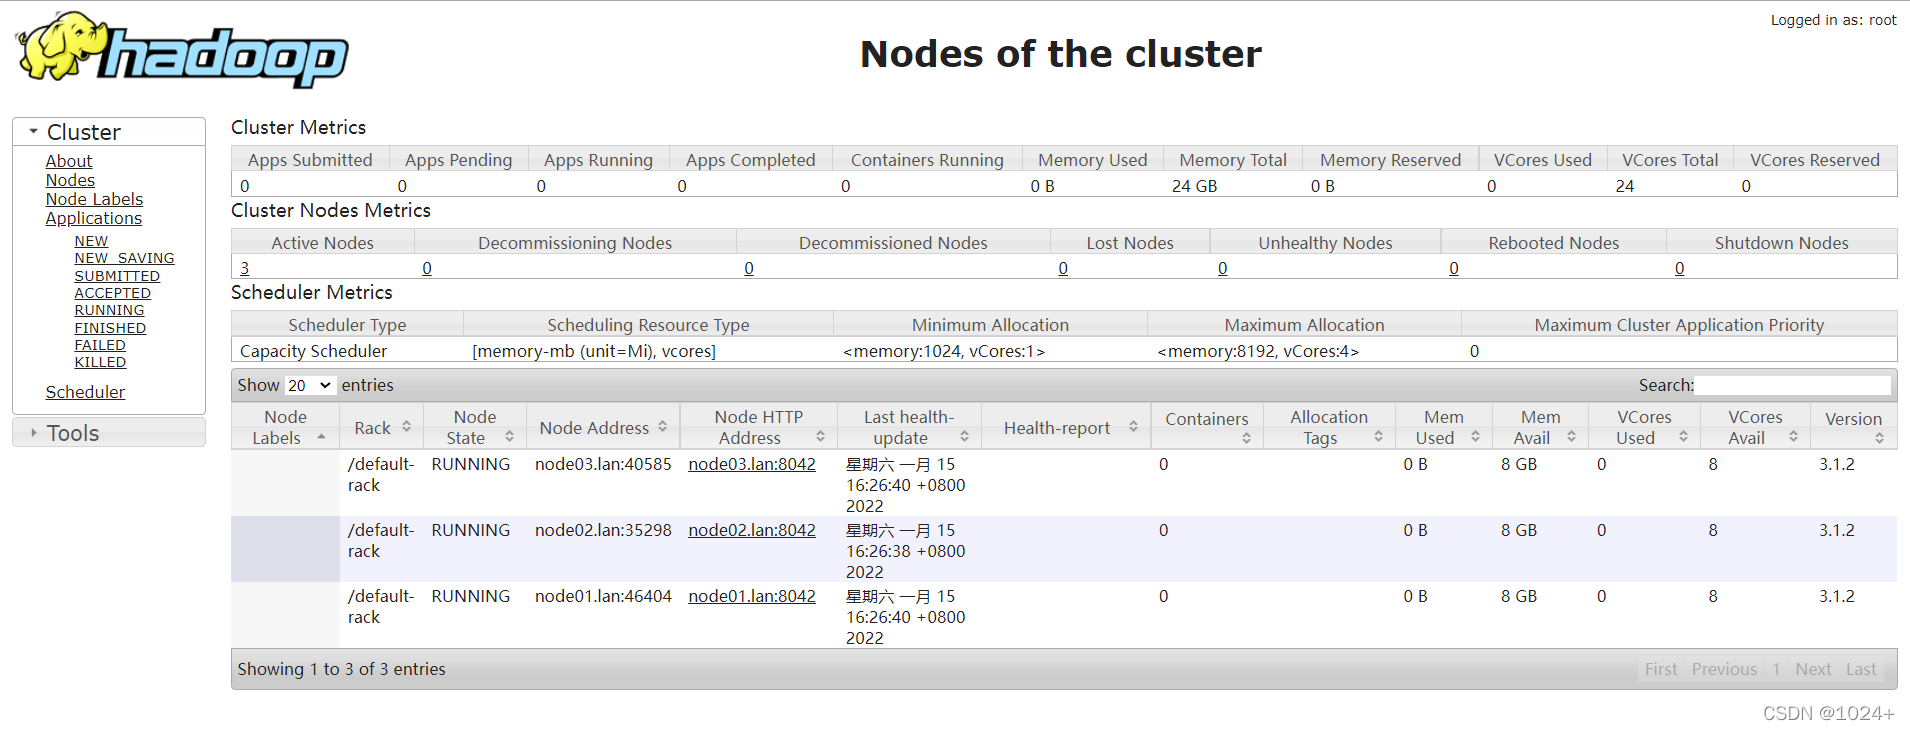 hadoop
Logged in as: root
Nodes of the cluster
Cluster
About
Nodes
Node Labels
Applications
NEW
NEW_SAVING
SUBMITTED
ACCEPTED
RUNNING
FINISHED
FAILED
KILLED
Scheduler
Tools
Cluster Metrics
Apps Submitted Apps Pending Apps Running Apps Completed Containers Running Memory Used Memory Total Memory Reserved VCores Used VCores Total VCores Reserved
0 0 0 0 0 0 B 24 GB 0 B 0 24 0
Cluster Nodes Metrics
Active Nodes Decommissioning Nodes Decommissioned Nodes Lost Nodes Unhealthy Nodes Rebooted Nodes Shutdown Nodes
3 0 0 0 0 0 0
Scheduler Metrics
Scheduler Type Scheduling Resource Type Minimum Allocation Maximum Allocation Maximum Cluster Application Priority
Capacity Scheduler [memory-mb (unit=Mi), vcores] <memory:1024, vCores:1> <memory:8192, vCores:4> 0
Show 20 entries Search:
Node Labels Rack Node State Node Address Node HTTP Address Last health-update Health-report Containers Allocation Tags Mem Used Mem Avail VCores Used VCores Avail Version
/default- RUNNING node03.lan:40585 node03.lan:8042 星期六 一月 15 0 0 B 8 GB 0 8 3.1.2
rack 16:26:40 +0800
2022
/default- RUNNING node02.lan:35298 node02.lan:8042 星期六 一月 15 0 0 B 8 GB 0 8 3.1.2
rack 16:26:38 +0800
2022
/default- RUNNING node01.lan:46404 node01.lan:8042 星期六 一月 15 0 0 B 8 GB 0 8 3.1.2
rack 16:26:40 +0800
2022
Showing 1 to 3 of 3 entries First Previous 1 Next Last
CSDN @1024+